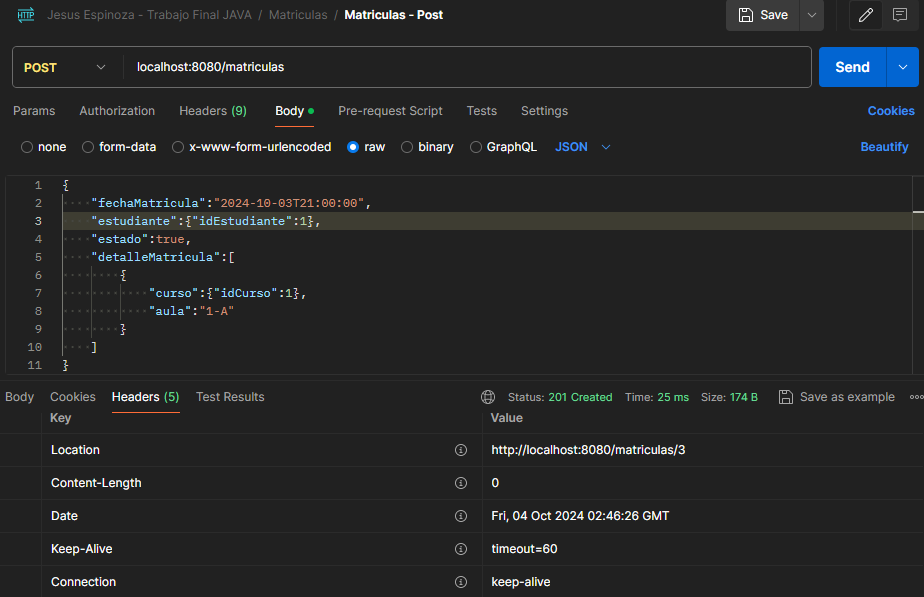 HTTP Jesus Espinoza - Trabajo Final JAVA / Matriculas / Matriculas - Post Save
POST localhost:8080/matriculas Send
Params Authorization Headers (9) Body Pre-request Script Tests Settings Cookies
none form-data x-www-form-urlencoded raw binary GraphQL JSON Beautify
1 {
2 "fechaMatricula":"2024-10-03T21:00:00",
3 "estudiante":{"idEstudiante":1},
4 "estado":true,
5 "detalleMatricula":[
6 {
7 "curso":{"idCurso":1},
8 "aula":"1-A"
9 }
10 ]
11 }
Body Cookies Headers (5) Test Results Status: 201 Created Time: 25 ms Size: 174 B Save as example
Key Value
Location http://localhost:8080/matriculas/3
Content-Length 0
Date Fri, 04 Oct 2024 02:46:26 GMT
Keep-Alive timeout=60
Connection keep-alive